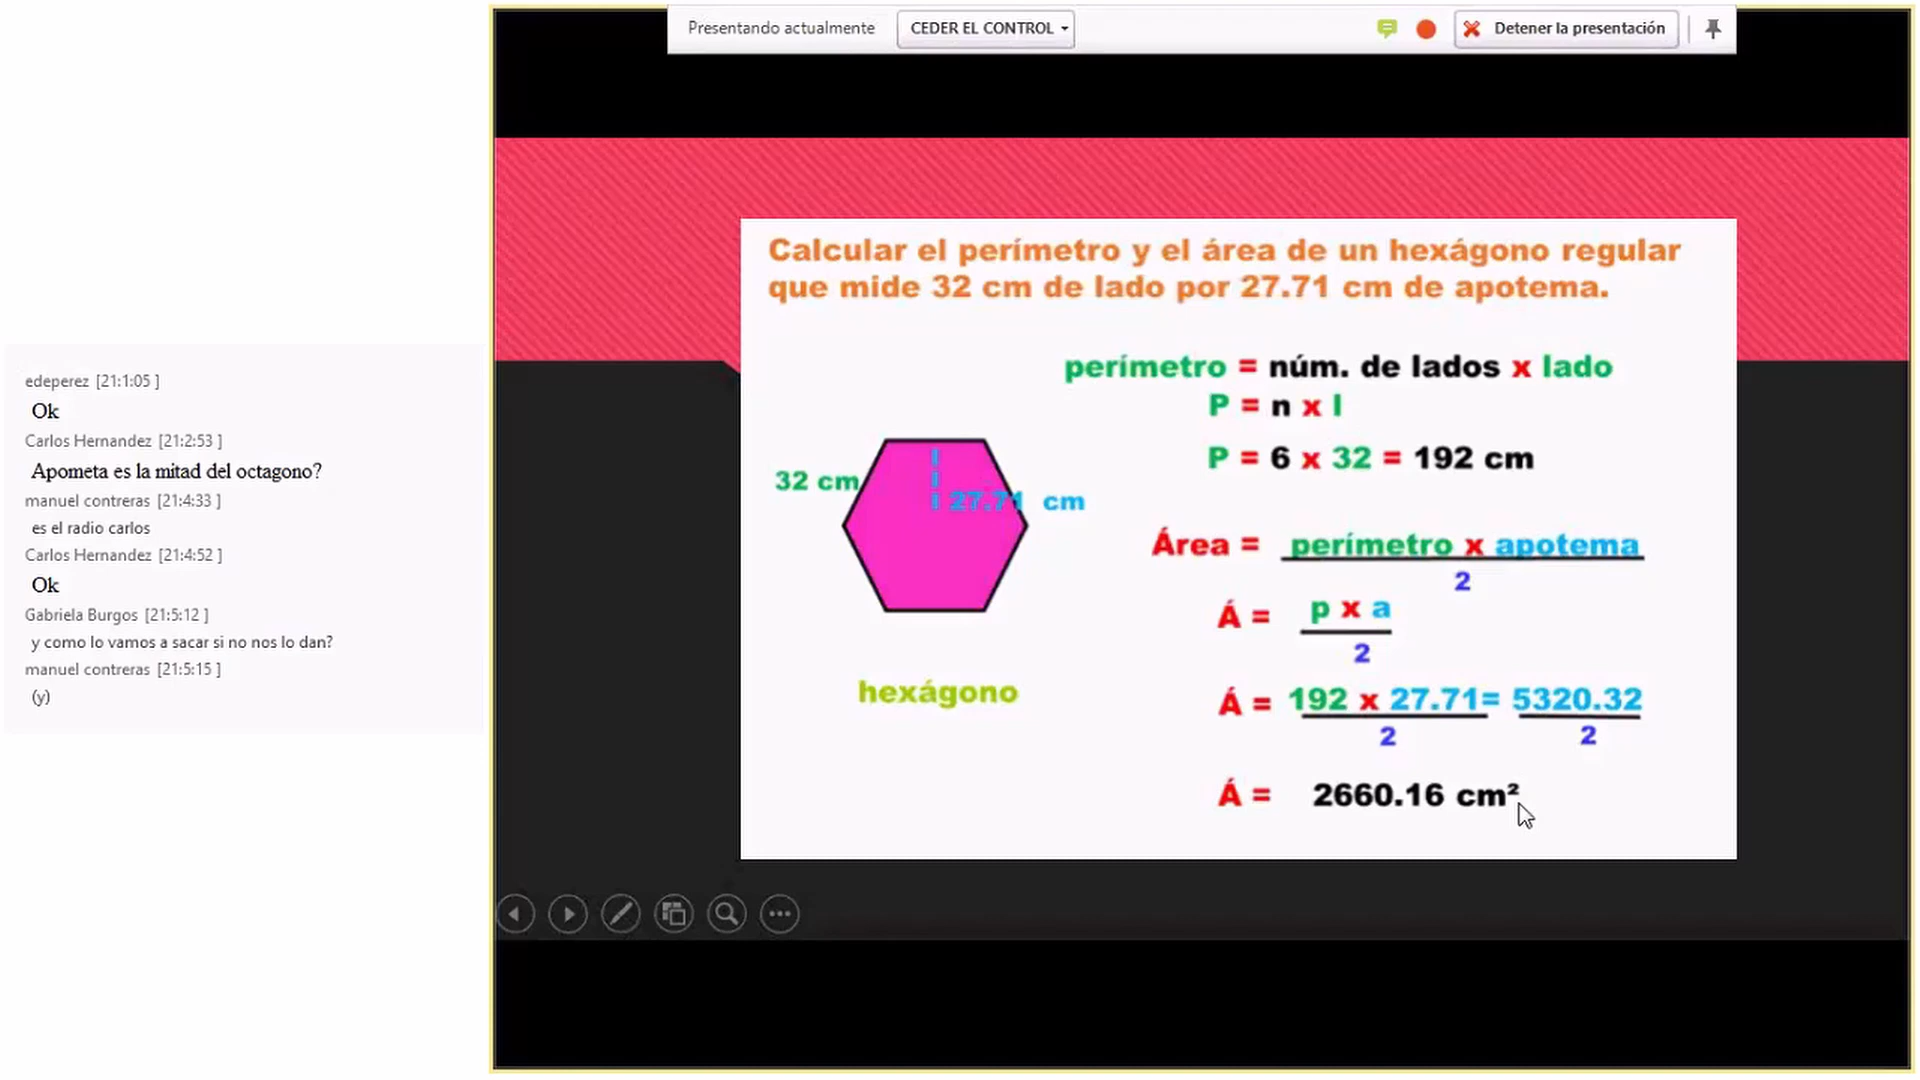 Presentando actualmente
CEDER EL CONTROL
Detener la presentación
edeperez [21:1:05 ]
Ok
Carlos Hernandez [21:2:53 ]
Apometa es la mitad del octagono?
manuel contreras [21:4:33 ]
es el radio carlos
Carlos Hernandez [21:4:52 ]
Ok
Gabriela Burgos [21:5:12 ]
y como lo vamos a sacar si no nos lo dan?
manuel contreras [21:5:15 ]
(y)
Calcular el perímetro y el área de un hexágono regular
que mide 32 cm de lado por 27.71 cm de apotema.
perímetro = núm. de lados x lado
P = n x l
P = 6 x 32 = 192 cm
32 cm
27.71 cm
hexágono
Área = perímetro x apotema
2
Á = p x a
2
Á = 192 x 27.71= 5320.32
2 2
Á = 2660.16 cm²